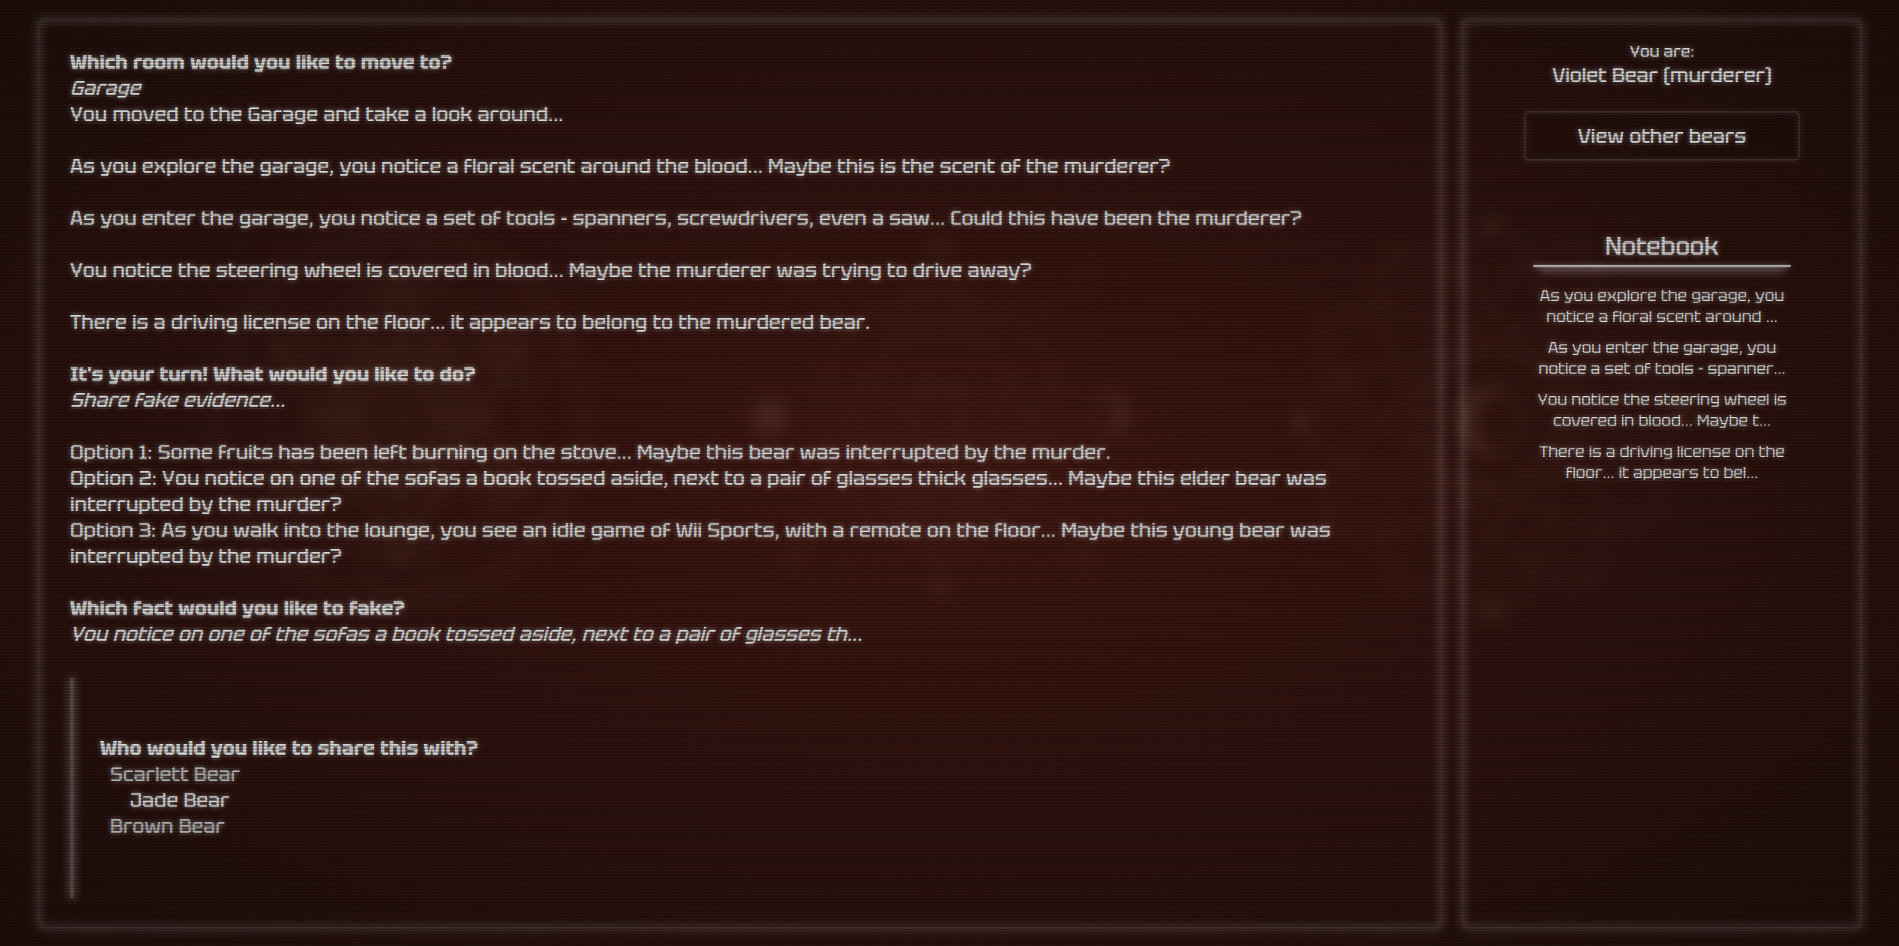 Which room would you like to move to?
Garage
You moved to the Garage and take a look around...
As you explore the garage, you notice a floral scent around the blood... Maybe this is the scent of the murderer?
As you enter the garage, you notice a set of tools - spanners, screwdrivers, even a saw... Could this have been the murderer?
You notice the steering wheel is covered in blood... Maybe the murderer was trying to drive away?
There is a driving license on the floor... it appears to belong to the murdered bear.
It's your turn! What would you like to do?
Share fake evidence...
Option 1: Some fruits has been left burning on the stove... Maybe this bear was interrupted by the murder.
Option 2: You notice on one of the sofas a book tossed aside, next to a pair of glasses thick glasses... Maybe this elder bear was
interrupted by the murder?
Option 3: As you walk into the lounge, you see an idle game of Wii Sports, with a remote on the floor... Maybe this young bear was
interrupted by the murder?
Which fact would you like to fake?
You notice on one of the sofas a book tossed aside, next to a pair of glasses th...
Who would you like to share this with?
Scarlett Bear
Jade Bear
Brown Bear
You are:
Violet Bear (murderer)
View other bears
Notebook
As you explore the garage, you
notice a floral scent around ...
As you enter the garage, you
notice a set of tools - spanner...
You notice the steering wheel is
covered in blood... Maybe t...
There is a driving license on the
floor... it appears to bel...